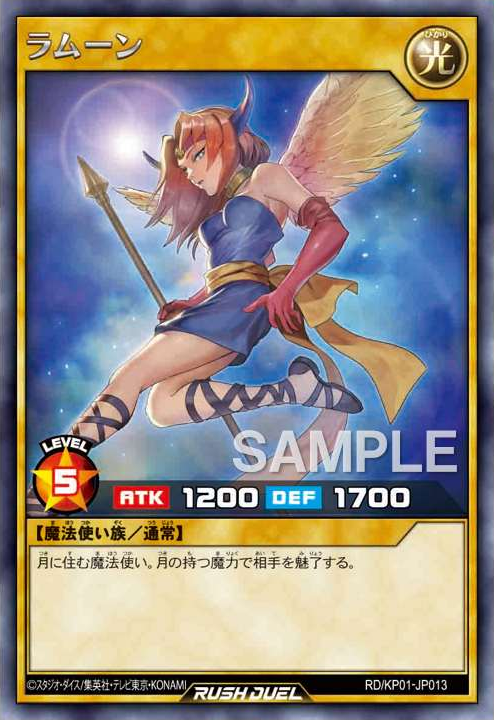 ラムーン
ひかり
光
SAMPLE
LEVEL
5
ATK 1200 DEF 1700
【魔法使い族／通常】
月に住む魔法使い。月の持つ魔力で相手を魅了する。
©スタジオ・ダイス/集英社・テレビ東京・KONAMI
RUSH DUEL
RD/KP01-JP013